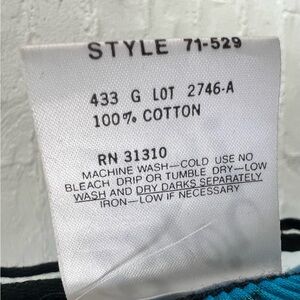 STYLE 71-529
433 G LOT 2746-A
100% COTTON
RN 31310
MACHINE WASH—COLD USE NO
BLEACH DRIP OR TUMBLE DRY—LOW
WASH AND DRY DARKS SEPARATELY
IRON—LOW IF NECESSARY